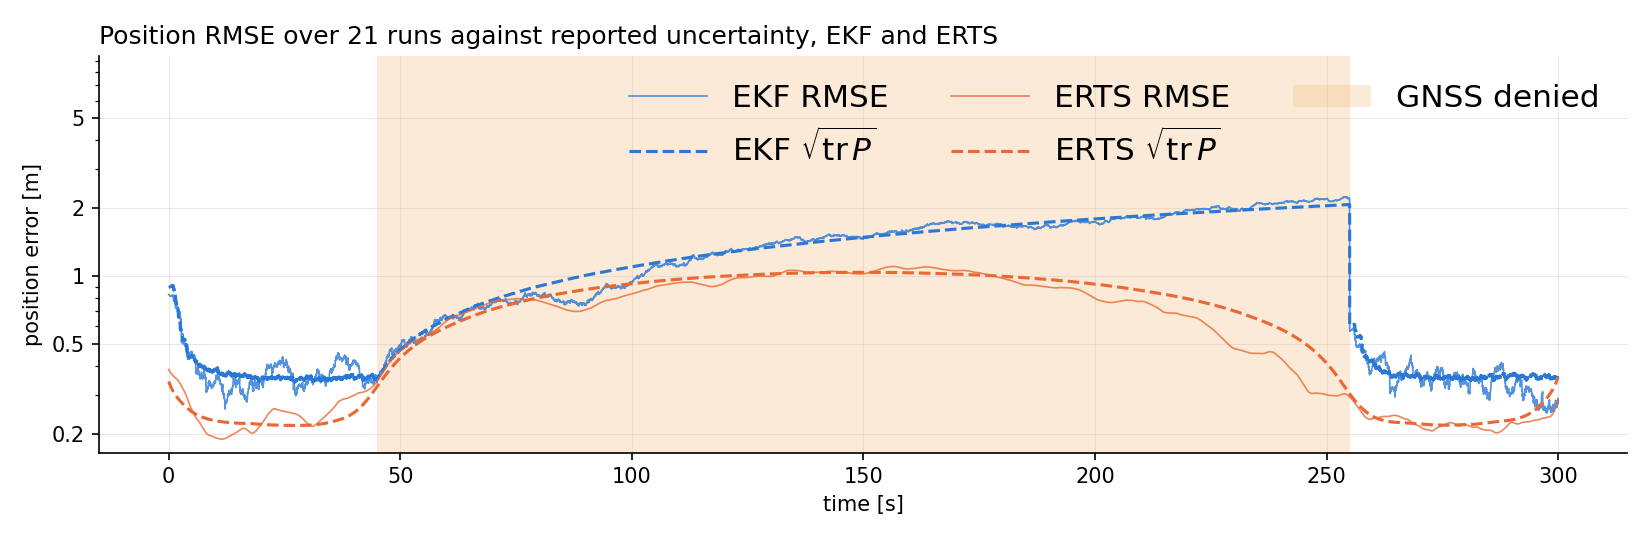 Position RMSE over 21 runs against reported uncertainty, EKF and ERTS
EKF RMSE
ERTS RMSE
GNSS denied
EKF √tr P
ERTS √tr P
position error [m]
5
2
1
0.5
0.2
0
50
100
150
200
250
300
time [s]